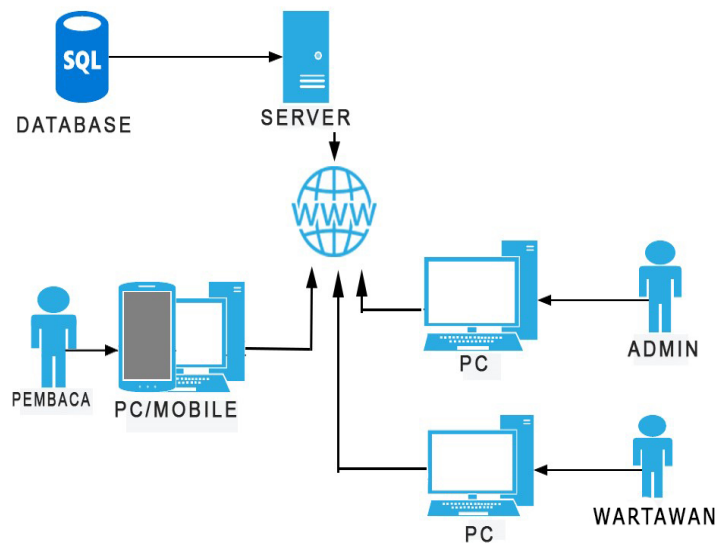 SQL
DATABASE
SERVER
WWW
PEMBACA
PC/MOBILE
PC
ADMIN
PC
WARTAWAN